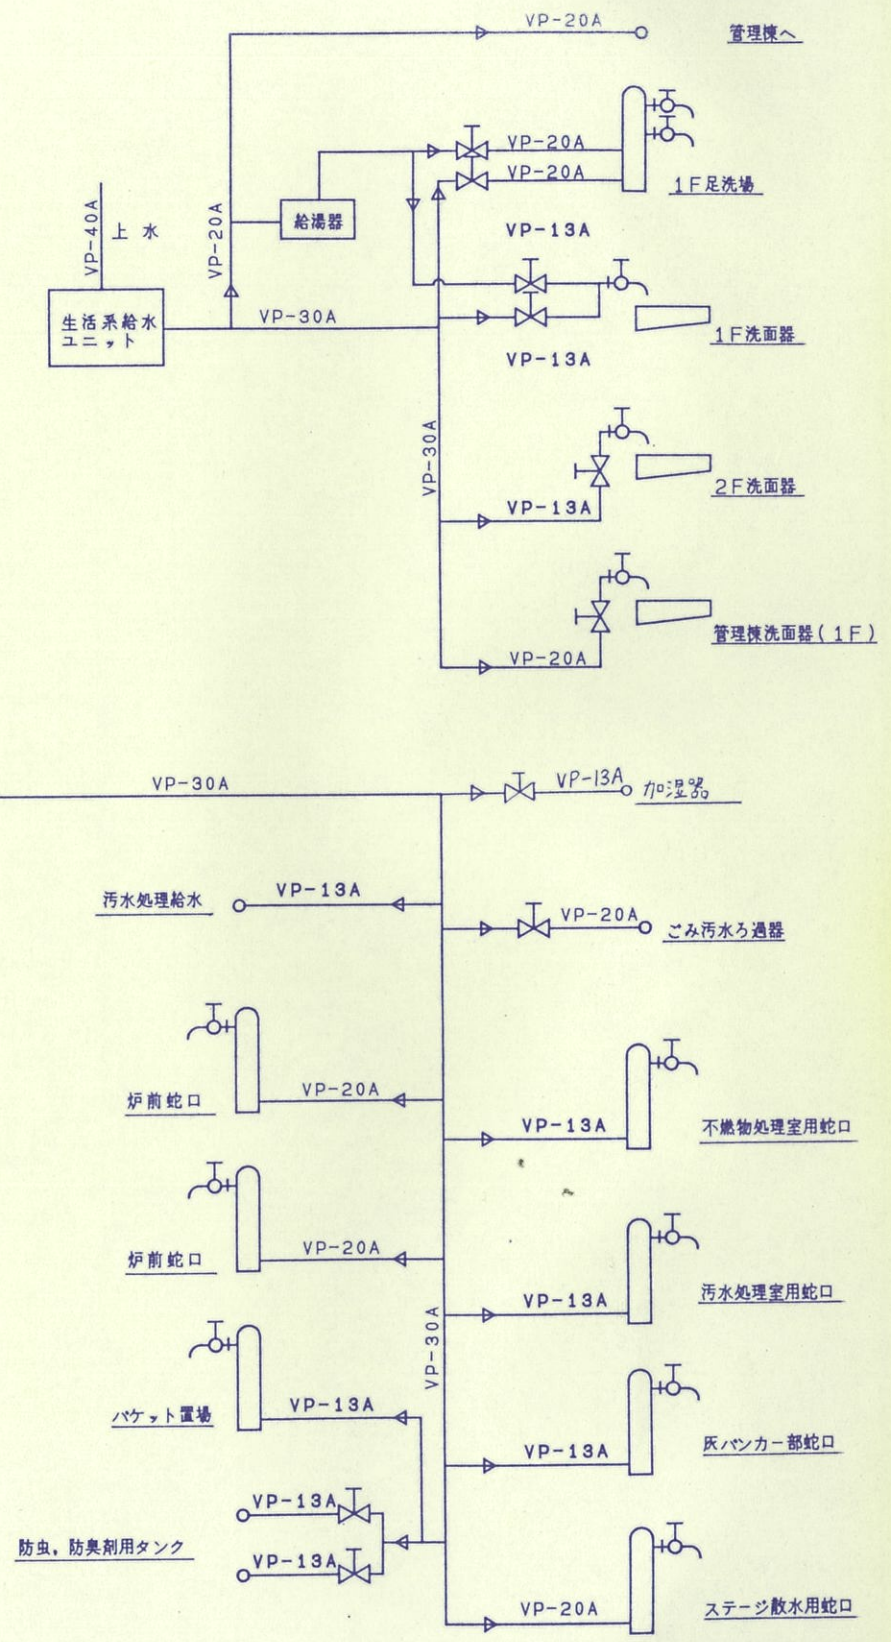 VP-20A
管理棟へ
VP-20A
VP-20A
1F足洗場
VP-40A
上水
VP-20A
給湯器
VP-13A
生活系給水
ユニット
VP-30A
1F洗面器
VP-13A
VP-30A
2F洗面器
VP-13A
管理棟洗面器(1F)
VP-20A
VP-30A
VP-13A
加湿器
汚水処理給水
VP-13A
VP-20A
ごみ汚水ろ過器
炉前蛇口
VP-20A
VP-13A
不燃物処理室用蛇口
炉前蛇口
VP-20A
VP-13A
汚水処理室用蛇口
VP-30A
バケット置場
VP-13A
VP-13A
灰バンカー部蛇口
VP-13A
防虫，防臭剤用タンク
VP-13A
VP-20A
ステージ散水用蛇口